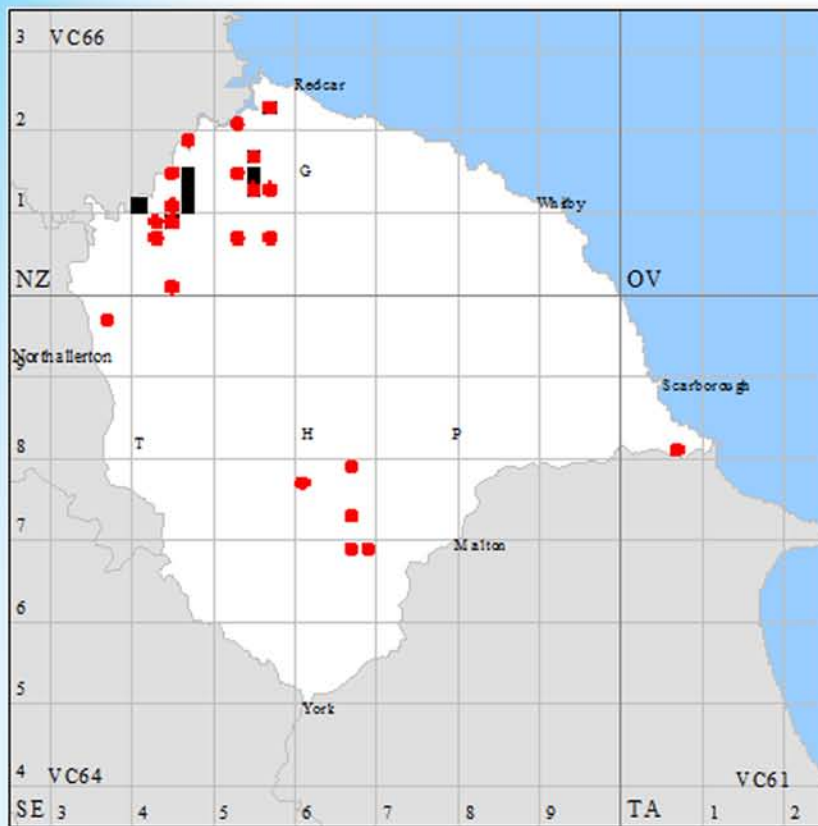 3 VC66
Redcar
2
G
1
Whitby
NZ
OV
Northallerton
9
Scarborough
T
H
P
8
7
Malton
6
5
York
4 VC64
VC61
SE 3 4 5 6 7 8 9 TA 1 2